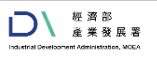 經濟部
產業發展署
Industrial Development Administration, MOEA